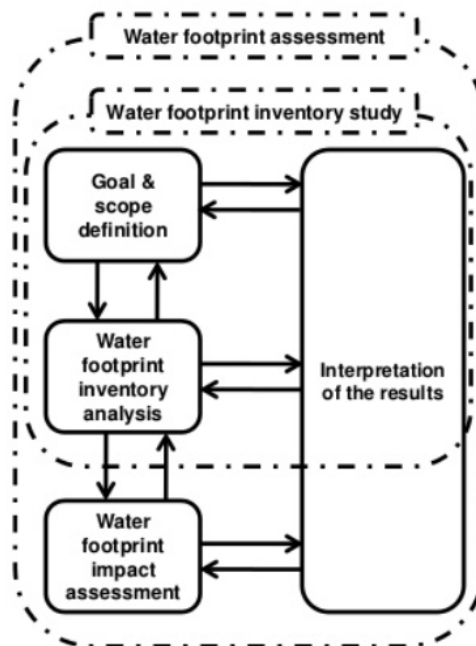 Water footprint assessment
Water footprint inventory study
Goal &
scope
definition
Water
footprint
inventory
analysis
Interpretation
of the results
Water
footprint
impact
assessment